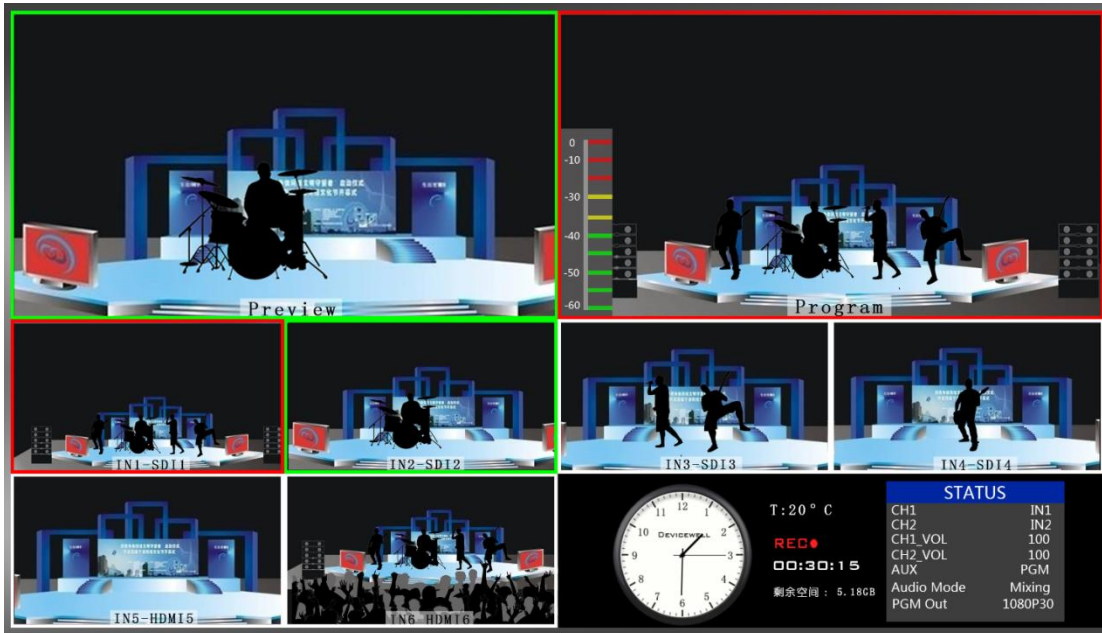 Preview
0
-10
-30
-40
-50
-60
Program
IN1-SDI1
IN2-SDI2
IN3-SDI3
IN4-SDI4
IN5-HDMI5
IN6-HDMI6
12
1
2
3
4
5
6
7
8
9
10
11
DEVICEWELL
T:20°C
REC
00:30:15
剩余空间: 5.18GB
STATUS
CH1 IN1
CH2 IN2
CH1_VOL 100
CH2_VOL 100
AUX PGM
Audio Mode Mixing
PGM Out 1080P30